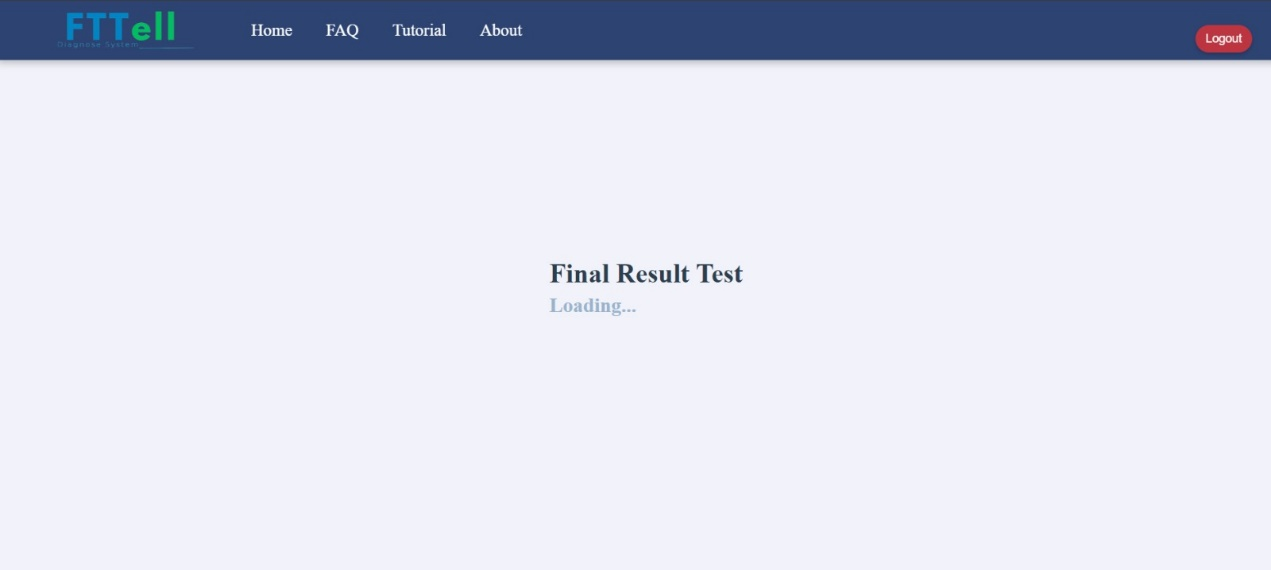 FTTell
Diagnose System
Home
FAQ
Tutorial
About
Logout
Final Result Test
Loading...